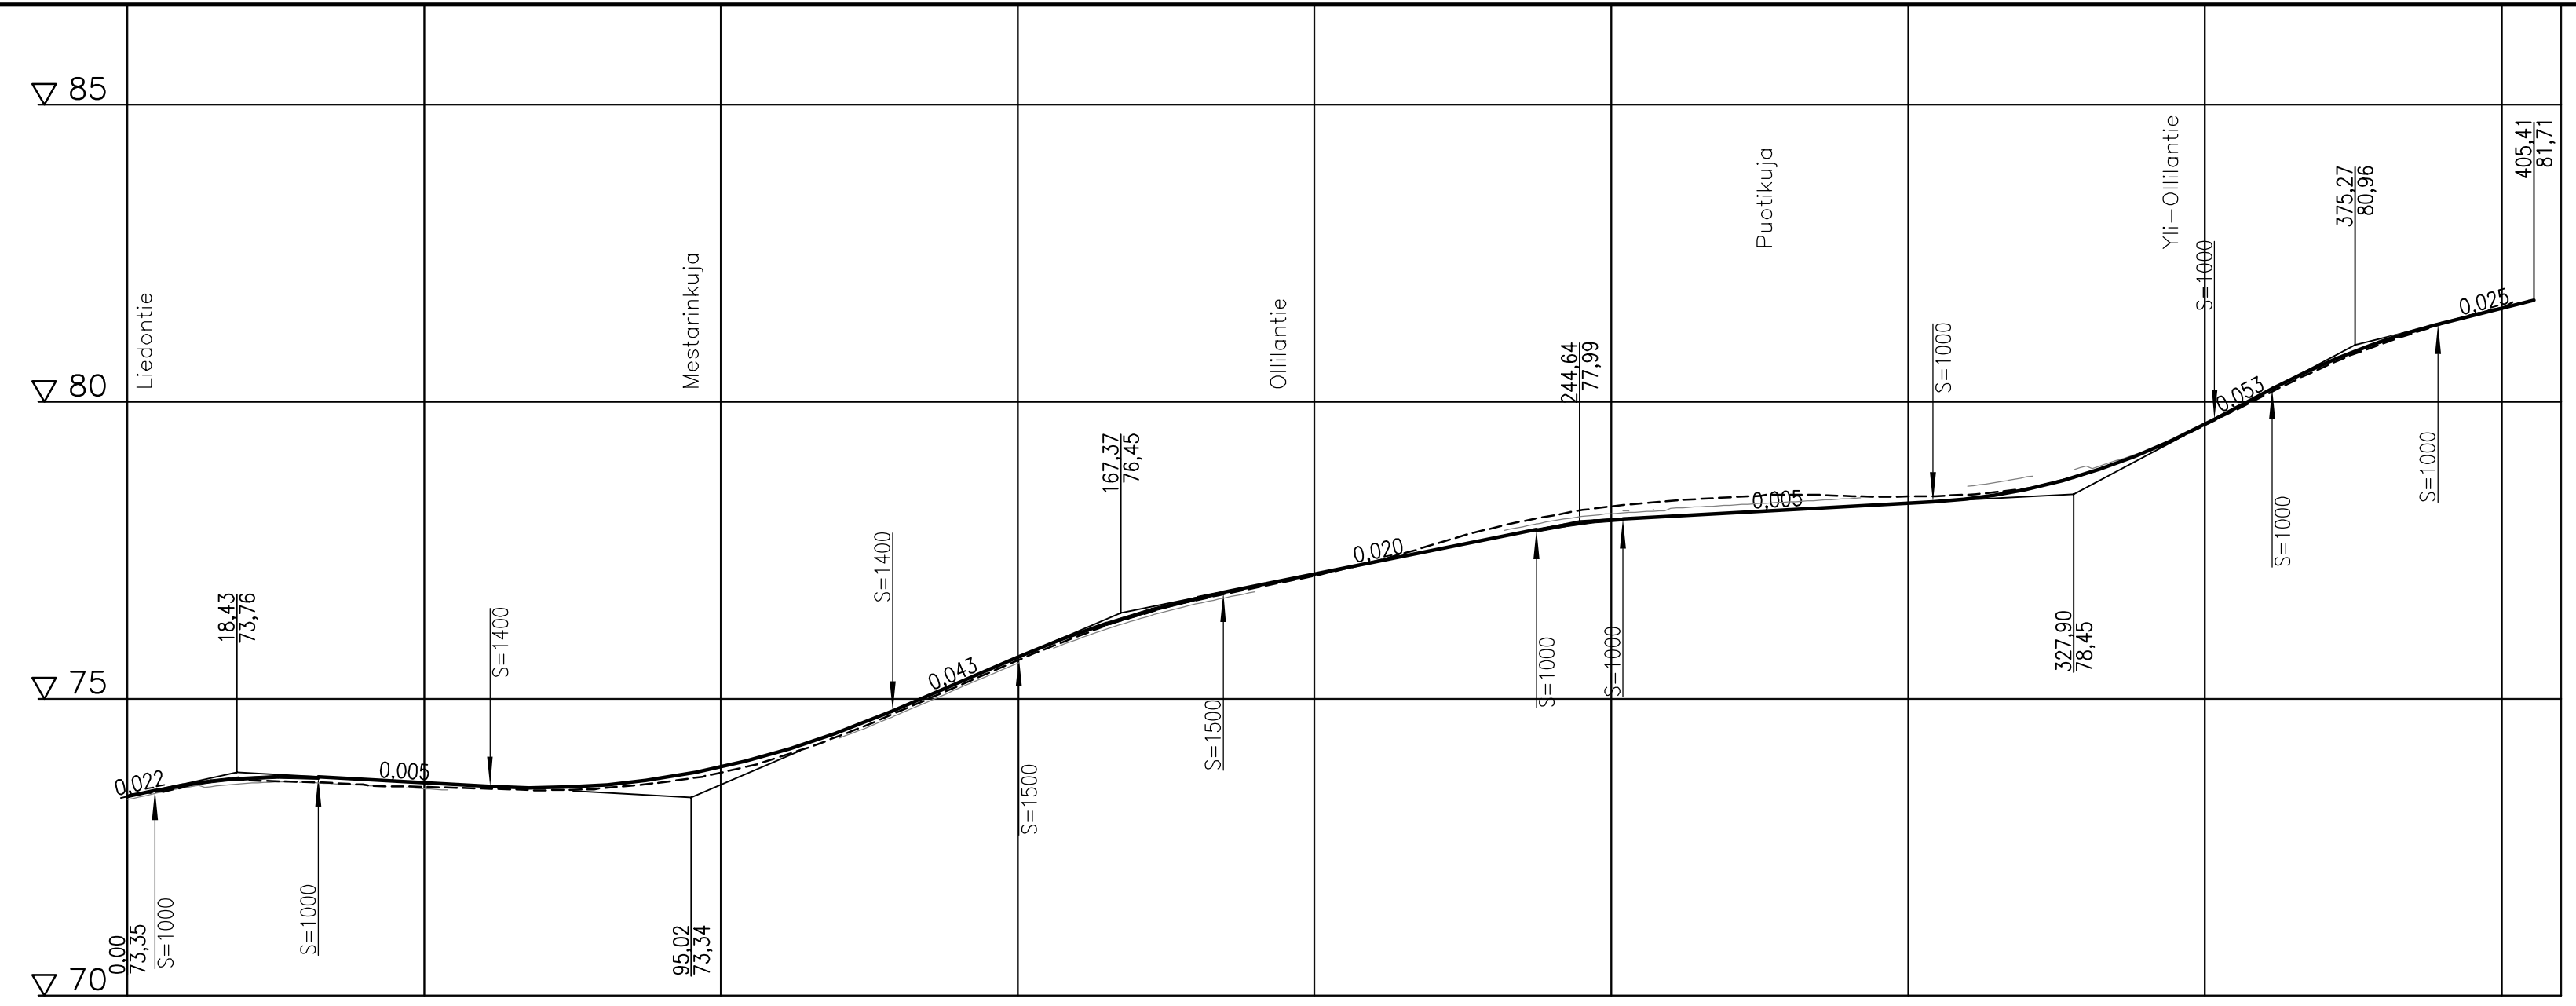 85
80
75
70
Liedontie
Mestarinkuja
Ollilantie
Puotikuja
Yli-Ollilantie
0,00
73,35
0,022
S=1000
18,43
73,76
S=1000
0,005
S=1400
95,02
73,34
S=1400
0,043
S=1500
167,37
76,45
S=1500
0,020
S=1000
244,64
77,99
S=1000
0,005
S=1000
327,90
78,45
S=1000
0,053
S=1000
375,27
80,96
S=1000
0,025
405,41
81,71